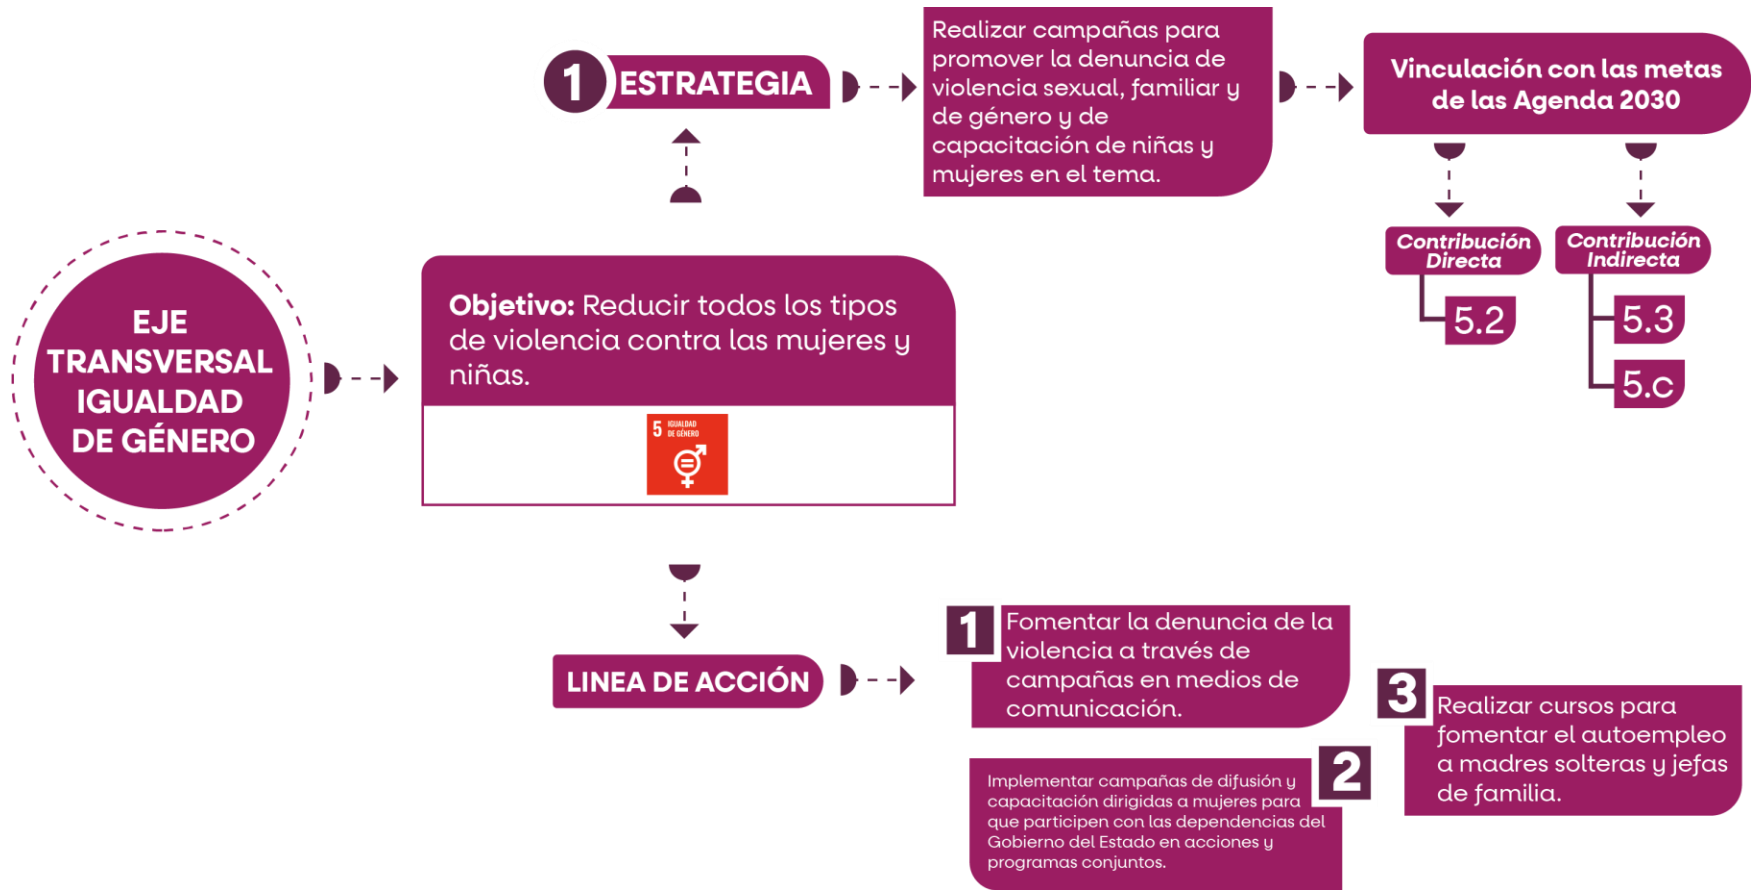 EJE
TRANSVERSAL
IGUALDAD
DE GÉNERO
Objetivo: Reducir todos los tipos
de violencia contra las mujeres y
niñas.
5 IGUALDAD
DE GÉNERO
1 ESTRATEGIA
Realizar campañas para
promover la denuncia de
violencia sexual, familiar y
de género y de
capacitación de niñas y
mujeres en el tema.
Vinculación con las metas
de las Agenda 2030
Contribución
Directa
5.2
Contribución
Indirecta
5.3
5.c
LINEA DE ACCIÓN
1
Fomentar la denuncia de la
violencia a través de
campañas en medios de
comunicación.
2
Implementar campañas de difusión y
capacitación dirigidas a mujeres para
que participen con las dependencias del
Gobierno del Estado en acciones y
programas conjuntos.
3
Realizar cursos para
fomentar el autoempleo
a madres solteras y jefas
de familia.